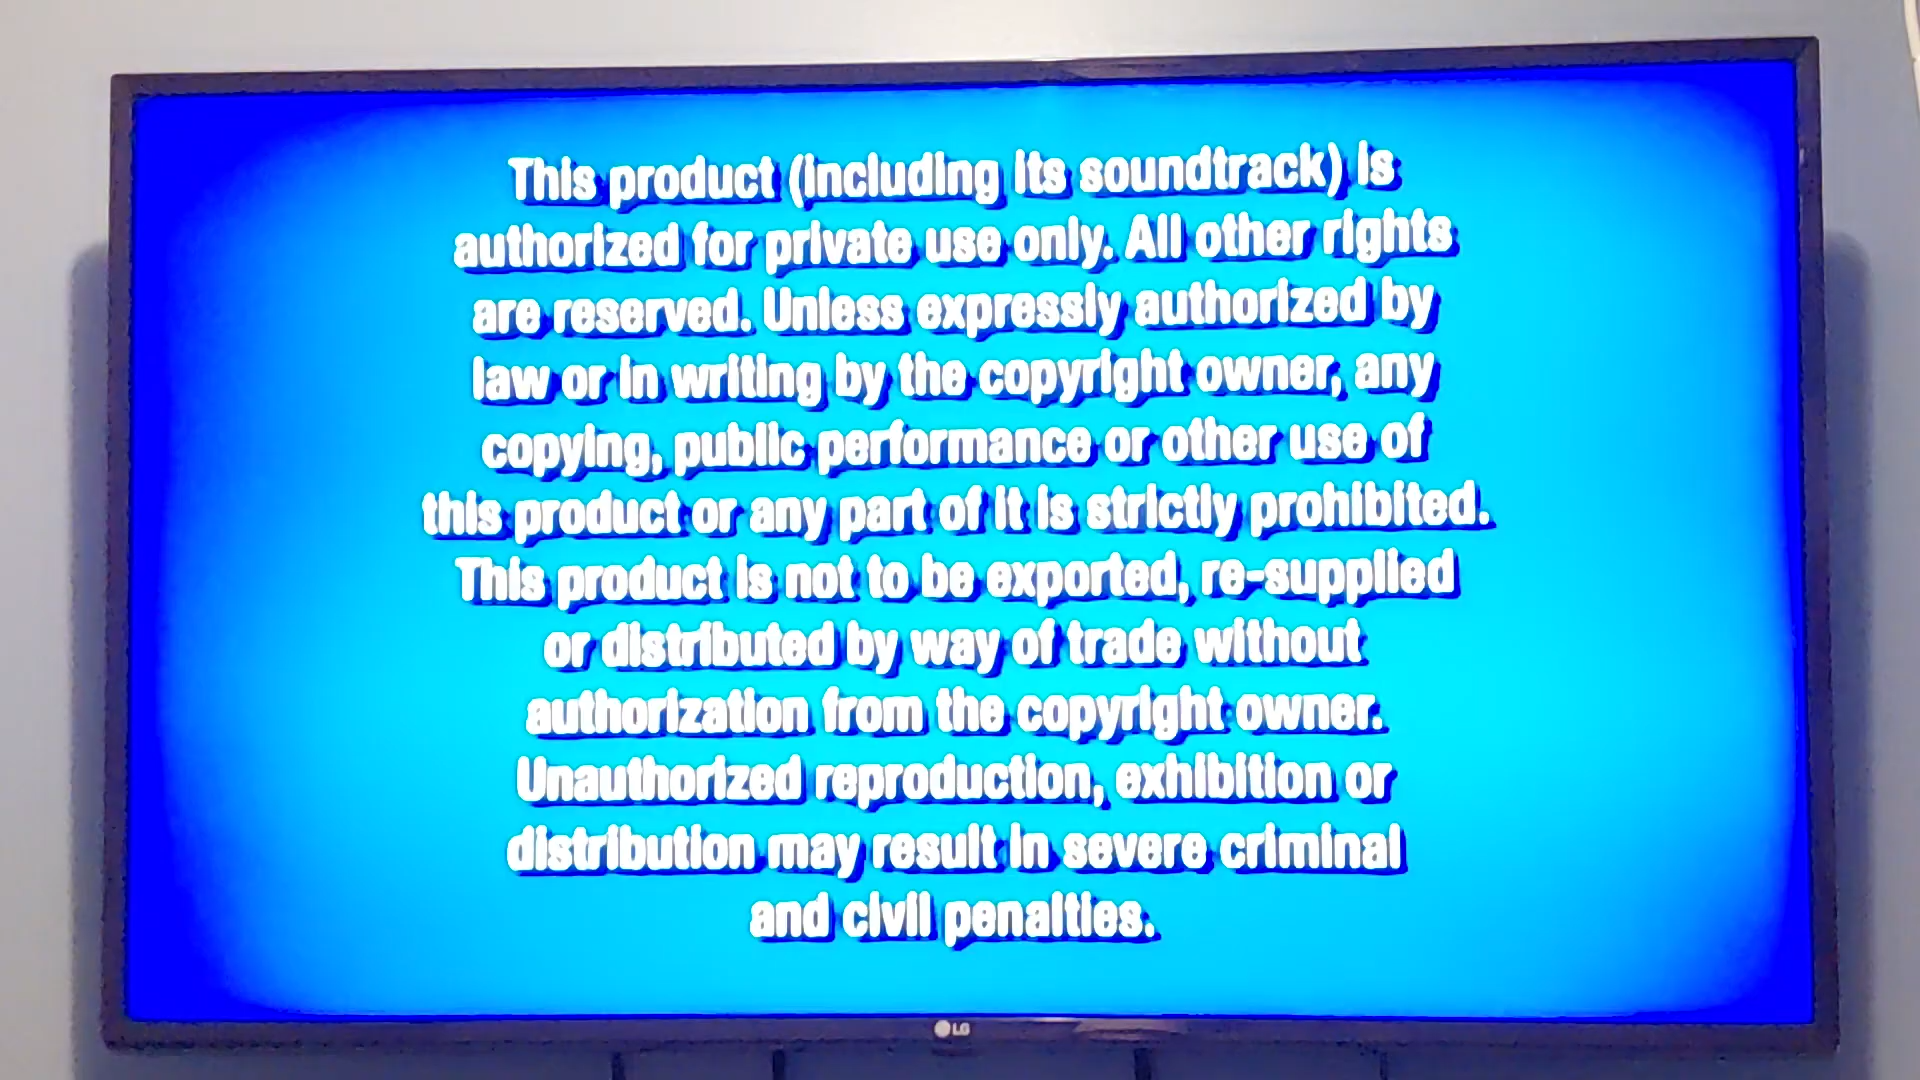 This product (including its soundtrack) is
authorized for private use only. All other rights
are reserved. Unless expressly authorized by
law or in writing by the copyright owner, any
copying, public performance or other use of
this product or any part of it is strictly prohibited.
This product is not to be exported, re-supplied
or distributed by way of trade without
authorization from the copyright owner.
Unauthorized reproduction, exhibition or
distribution may result in severe criminal
and civil penalties.
LG